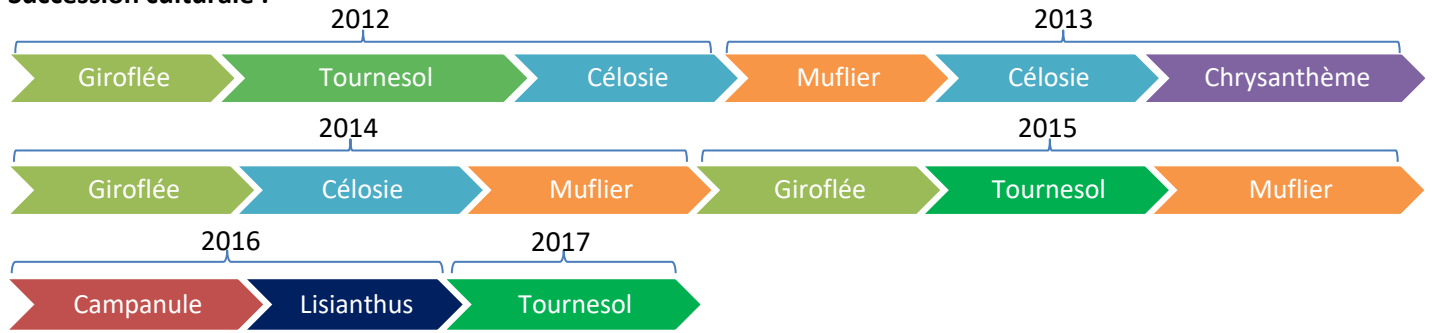 Succession culturale :
2012 2013
Giroflée Tournesol Célosie Muflier Célosie Chrysanthème
2014 2015
Giroflée Célosie Muflier Giroflée Tournesol Muflier
2016 2017
Campanule Lisianthus Tournesol